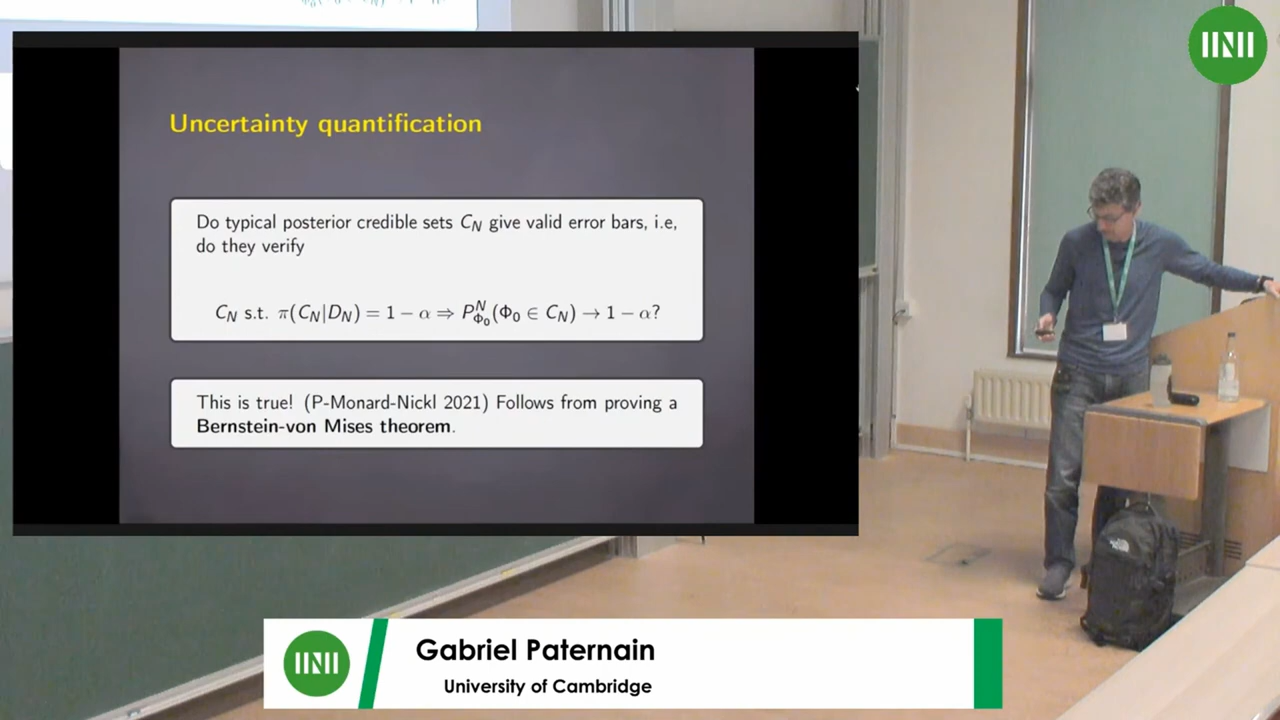 Uncertainty quantification
Do typical posterior credible sets C_N give valid error bars, i.e,
do they verify
C_N s.t. π(C_N|D_N) = 1 − α ⇒ P^N_{Φ_0}(Φ_0 ∈ C_N) → 1 − α?
This is true! (P-Monard-Nickl 2021) Follows from proving a
Bernstein-von Mises theorem.
Gabriel Paternain
University of Cambridge